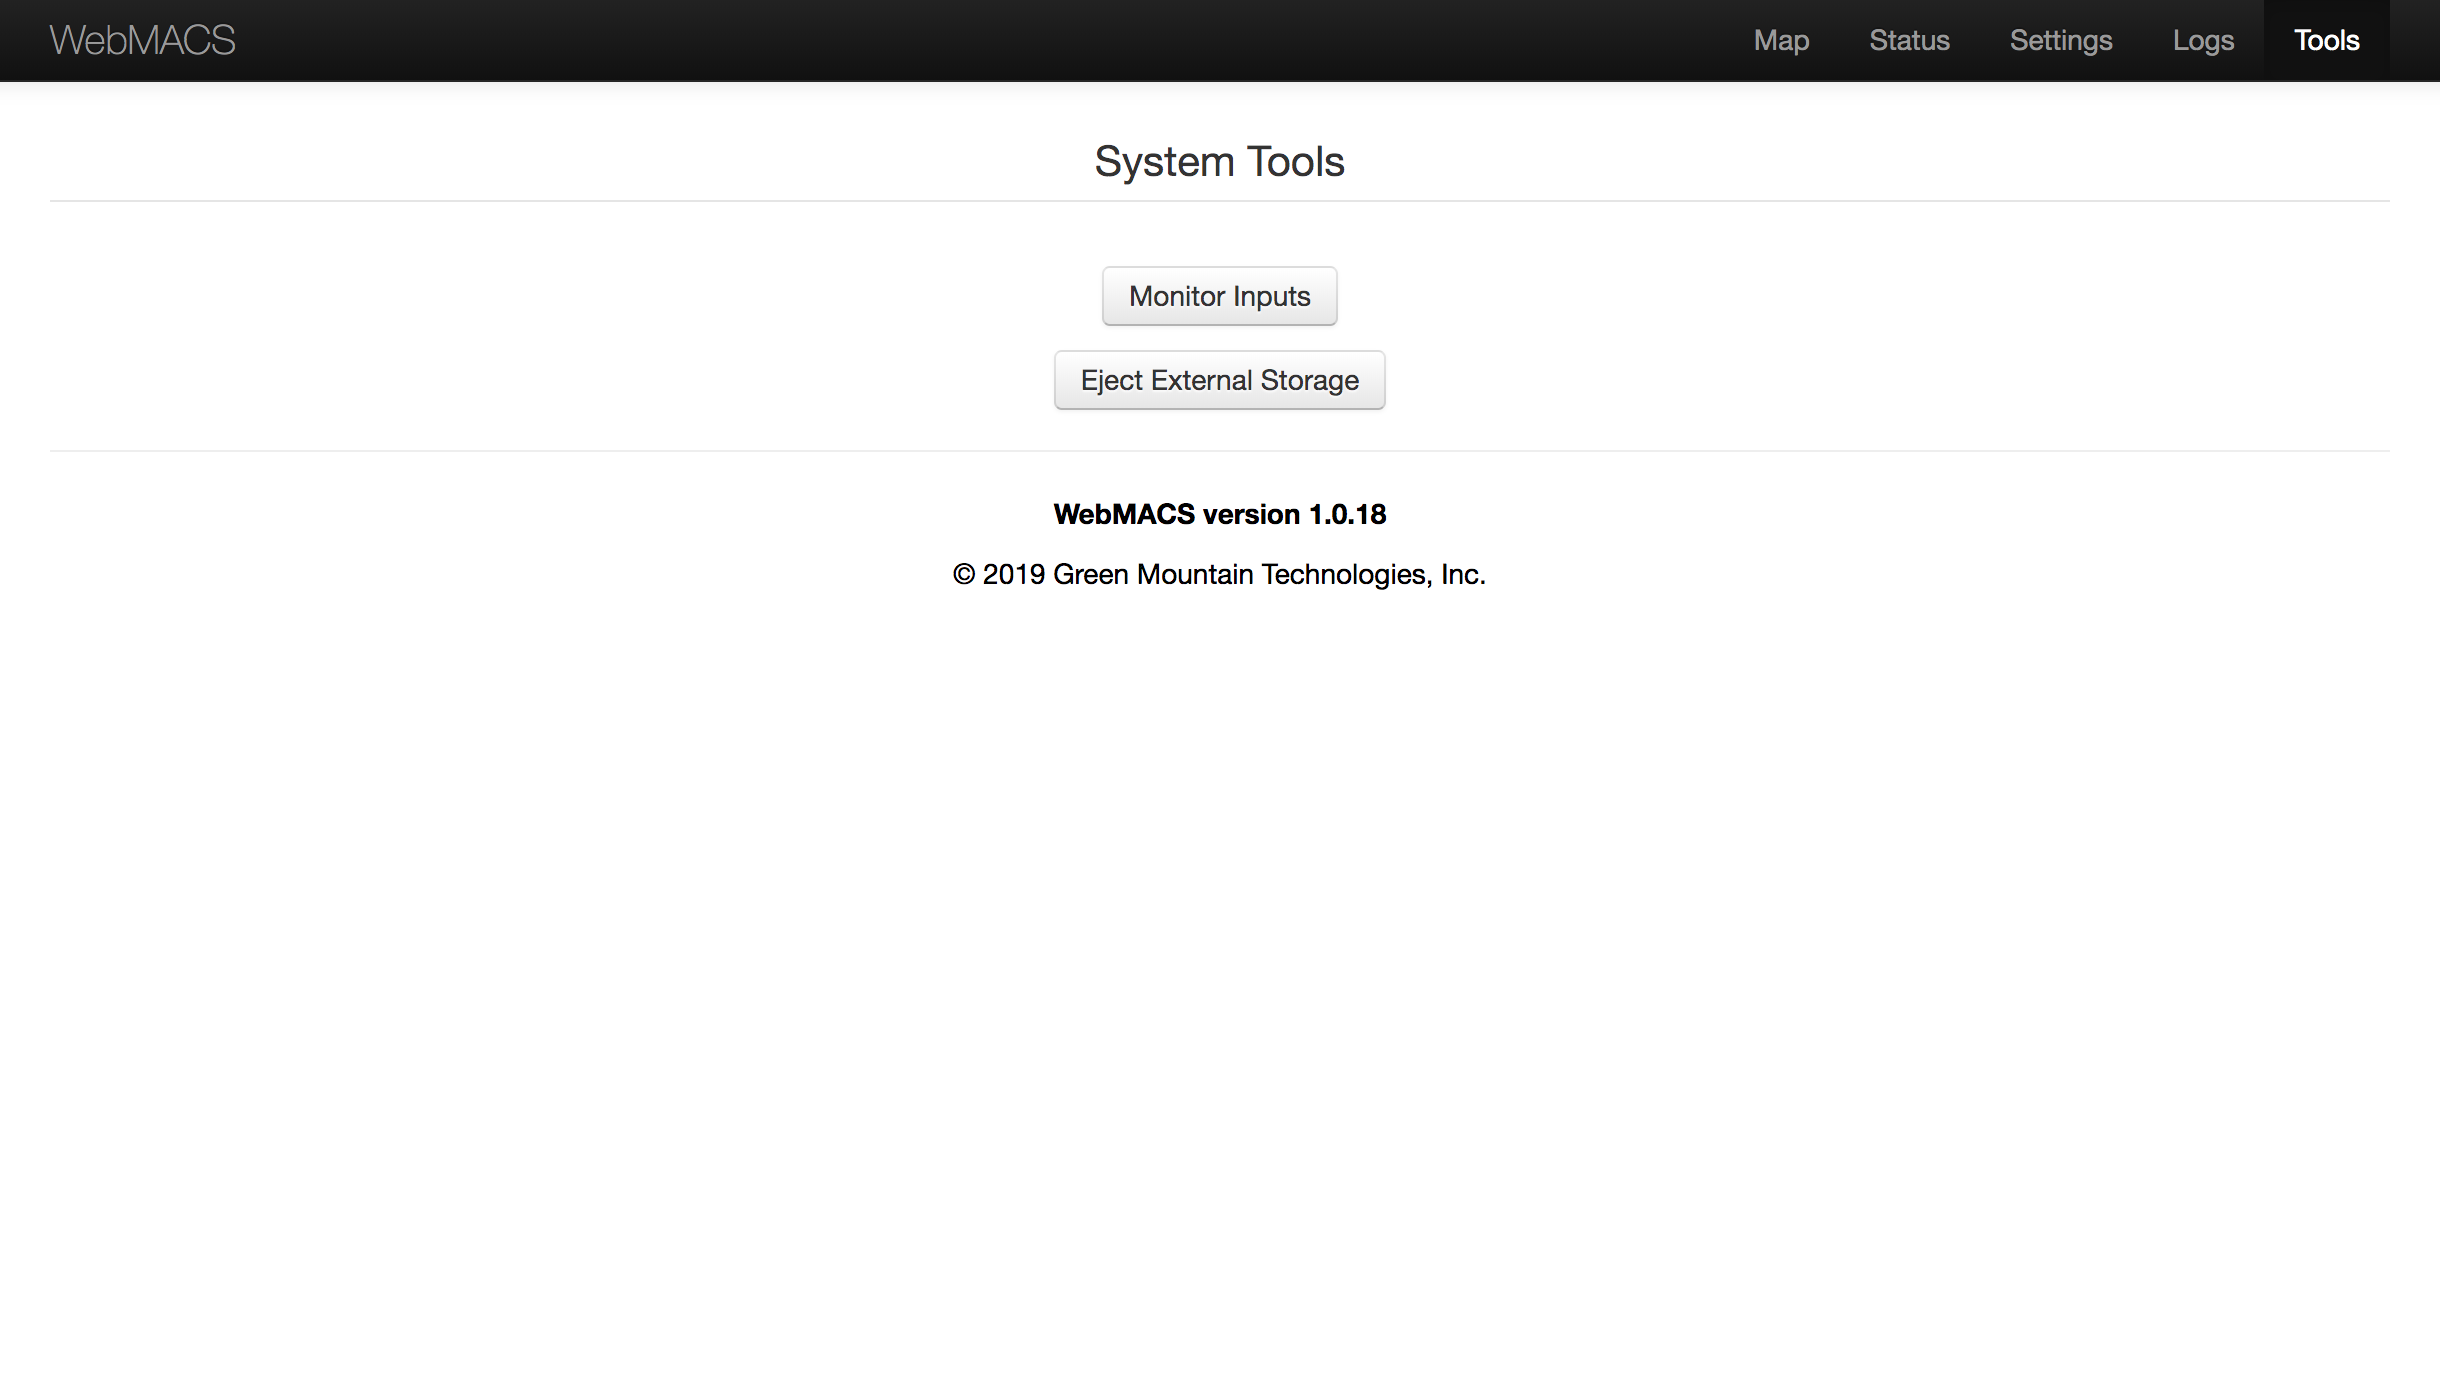 WebMACS
Map Status Settings Logs Tools
System Tools
Monitor Inputs
Eject External Storage
WebMACS version 1.0.18
© 2019 Green Mountain Technologies, Inc.